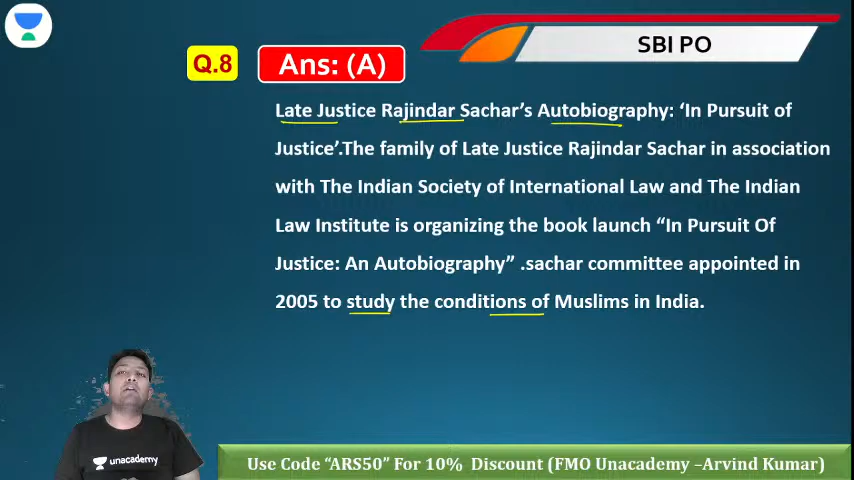 SBI PO
Q.8
Ans: (A)
Late Justice Rajindar Sachar's Autobiography: 'In Pursuit of
Justice'.The family of Late Justice Rajindar Sachar in association
with The Indian Society of International Law and The Indian
Law Institute is organizing the book launch “In Pursuit Of
Justice: An Autobiography” .sachar committee appointed in
2005 to study the conditions of Muslims in India.
unacademy
Use Code “ARS50” For 10% Discount (FMO Unacademy –Arvind Kumar)